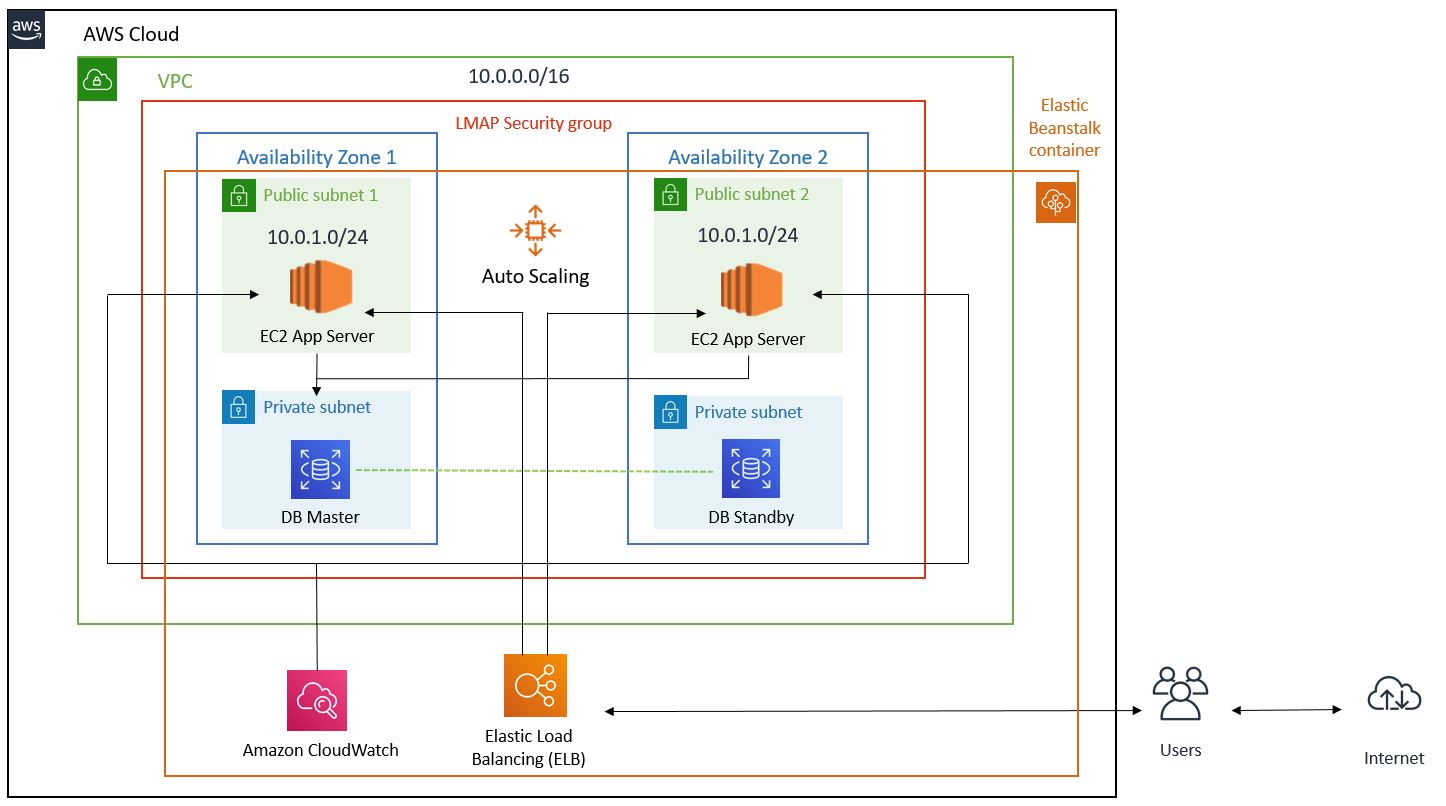 aws
AWS Cloud
VPC
10.0.0.0/16
Elastic
Beanstalk
container
LMAP Security group
Availability Zone 1
Availability Zone 2
Public subnet 1
Public subnet 2
10.0.1.0/24
10.0.1.0/24
Auto Scaling
EC2 App Server
EC2 App Server
Private subnet
Private subnet
DB Master
DB Standby
Amazon CloudWatch
Elastic Load
Balancing (ELB)
Users
Internet